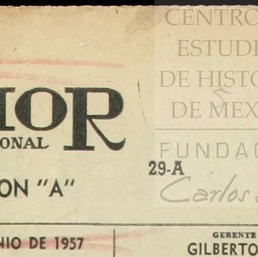 CENTRO
ESTUDI
DE HISTO
DE MEX
FUNDAC
Carlos S
IOR
ONAL
29-A
ON "A"
NIO DE 1957
GERENTE
GILBERTO